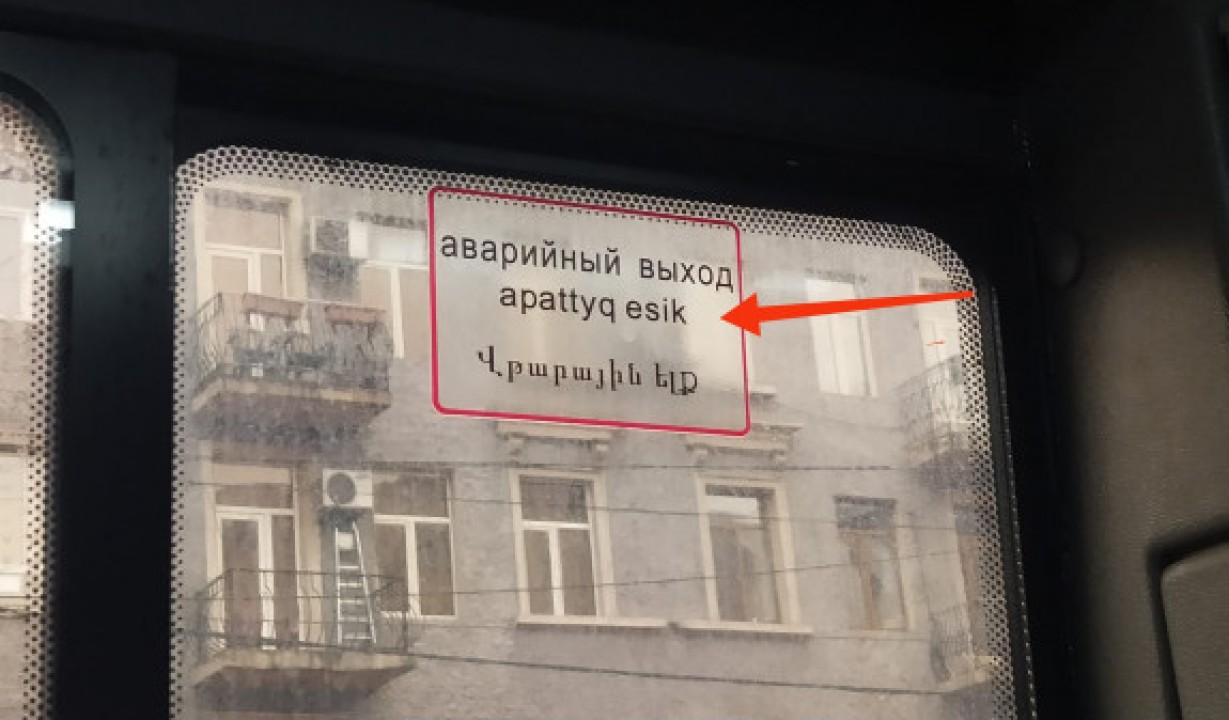 аварийный выход
apattyq esik
Վթարային ելք